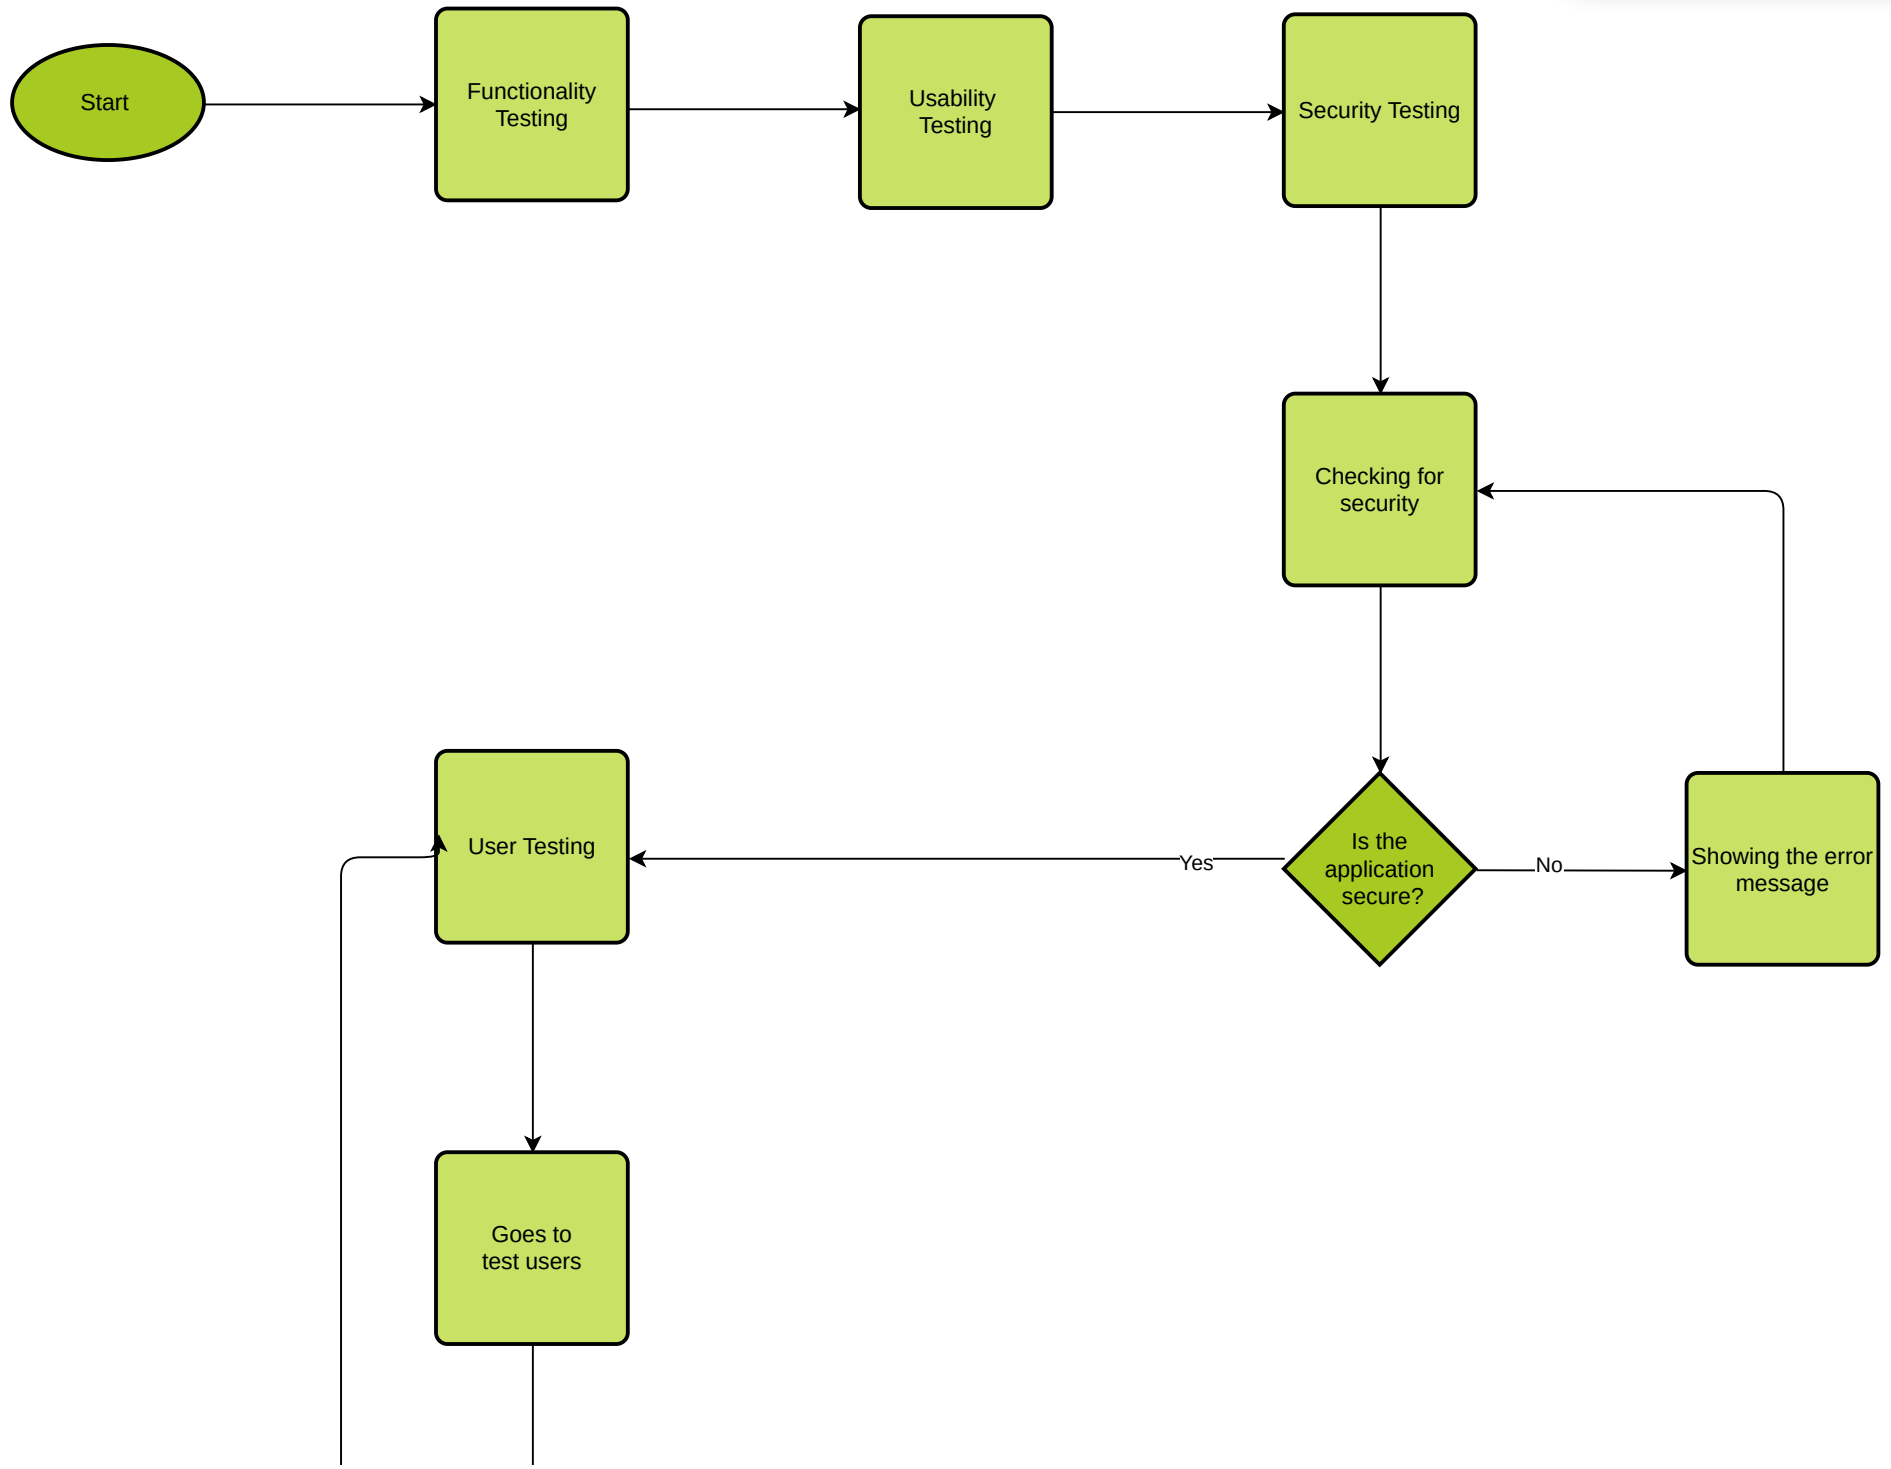 Start
Functionality
Testing
Usability
Testing
Security Testing
Checking for
security
User Testing
Yes
Is the
application
secure?
No
Showing the error
message
Goes to
test users